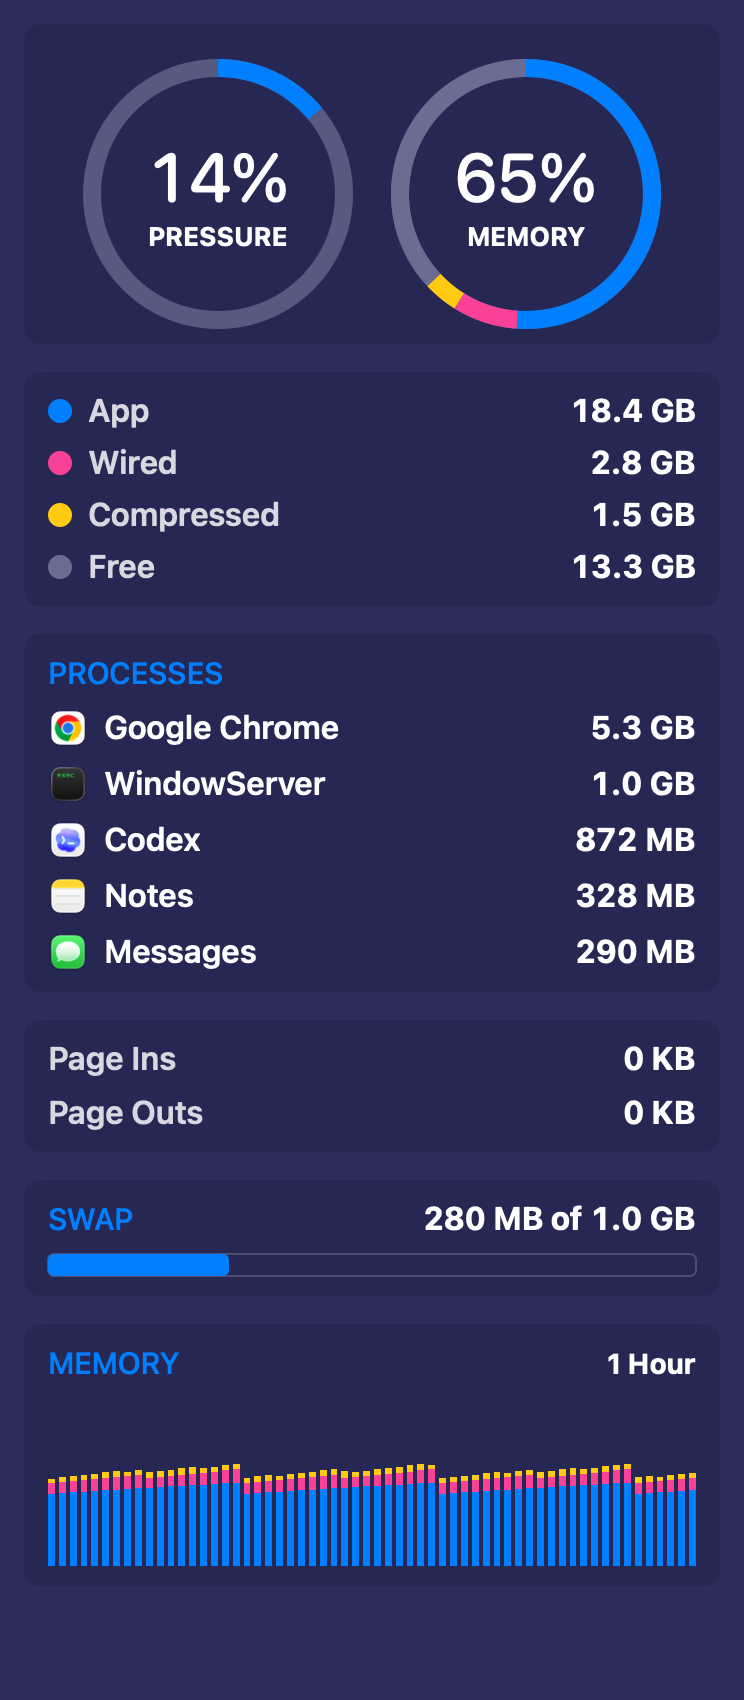 14%
PRESSURE
65%
MEMORY
App 18.4 GB
Wired 2.8 GB
Compressed 1.5 GB
Free 13.3 GB
PROCESSES
Google Chrome 5.3 GB
exec
WindowServer 1.0 GB
Codex 872 MB
Notes 328 MB
Messages 290 MB
Page Ins 0 KB
Page Outs 0 KB
SWAP 280 MB of 1.0 GB
MEMORY 1 Hour